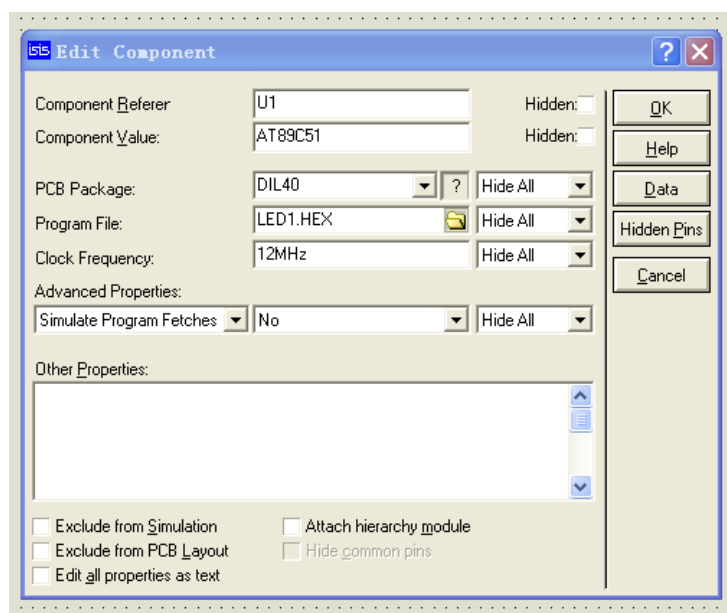 isis Edit Component ?
Component Referer U1 Hidden: OK
Component Value: AT89C51 Hidden: Help
PCB Package: DIL40 ? Hide All Data
Program File: LED1.HEX Hide All Hidden Pins
Clock Frequency: 12MHz Hide All Cancel
Advanced Properties:
Simulate Program Fetches No Hide All
Other Properties:
Exclude from Simulation Attach hierarchy module
Exclude from PCB Layout Hide common pins
Edit all properties as text